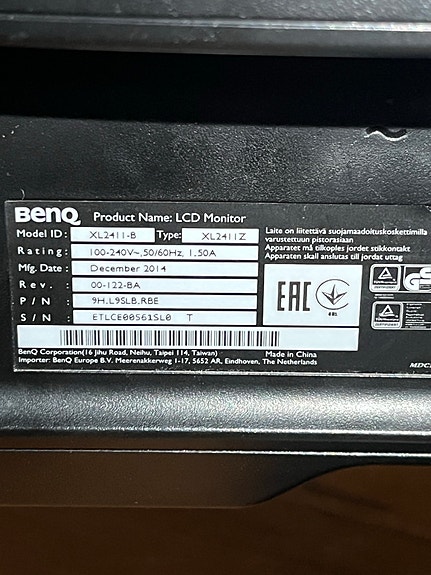 BenQ Product Name: LCD Monitor
Model ID: XL2411-B Type: XL2411Z
Rating: 100-240V~,50/60Hz, 1.50A
Mfg. Date: December 2014
Rev. : 00-122-BA
P / N : 9H.L9SLB.RBE
S / N : ETLCE00561SL0 T
BenQ Corporation(16 Jihu Road, Neihu, Taipei 114, Taiwan) Made in China
Importer: BenQ Europe B.V. Meerenakkerweg 1-17, 5652 AR, Eindhoven, The Netherlands
Laite on liitettävä suojamaadoituskoskettimilla
varustettuun pistorasiaan
Apparatet må tilkoples jordet stikkontakt
Apparaten skall anslutas till jordat uttag
EAC